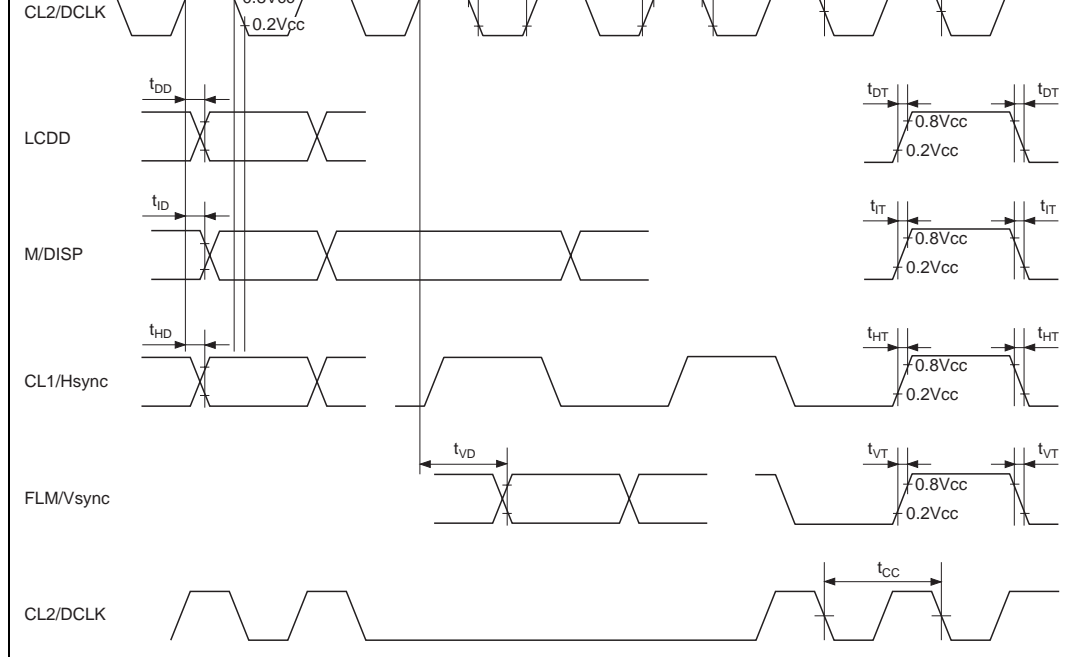 CL2/DCLK
0.2Vcc
tDD
tDT
tDT
LCDD
0.8Vcc
0.2Vcc
tID
tIT
tIT
M/DISP
0.8Vcc
0.2Vcc
tHD
tHT
tHT
CL1/Hsync
0.8Vcc
0.2Vcc
tVD
tVT
tVT
FLM/Vsync
0.8Vcc
0.2Vcc
tCC
CL2/DCLK